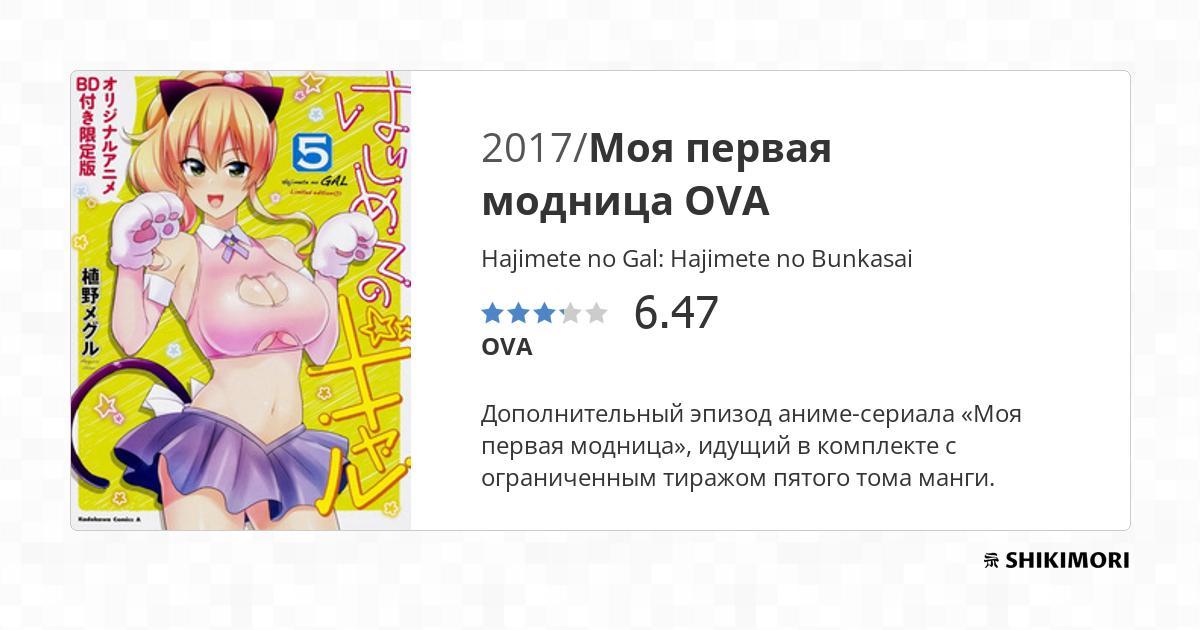 オリジナルアニメ
BD付き限定版
はじめてのギャル
5
Hajimete no GAL
Limited edition
植野メグル
Kadokawa Comics A
2017/Моя первая
модница OVA
Hajimete no Gal: Hajimete no Bunkasai
6.47
OVA
Дополнительный эпизод аниме-сериала «Моя
первая модница», идущий в комплекте с
ограниченным тиражом пятого тома манги.
SHIKIMORI